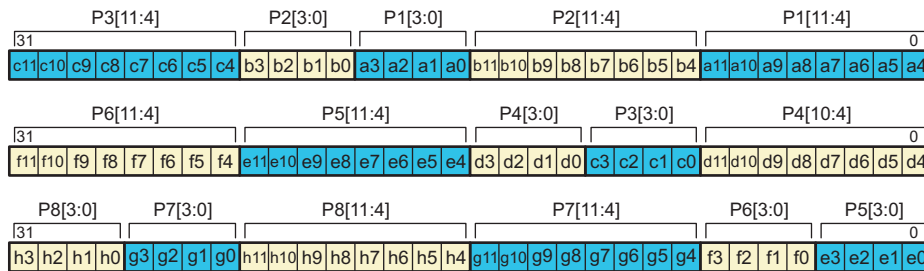 P3[11:4] P2[3:0] P1[3:0] P2[11:4] P1[11:4]
31 0
c11 c10 c9 c8 c7 c6 c5 c4 b3 b2 b1 b0 a3 a2 a1 a0 b11 b10 b9 b8 b7 b6 b5 b4 a11 a10 a9 a8 a7 a6 a5 a4
P6[11:4] P5[11:4] P4[3:0] P3[3:0] P4[10:4]
31 0
f11 f10 f9 f8 f7 f6 f5 f4 e11 e10 e9 e8 e7 e6 e5 e4 d3 d2 d1 d0 c3 c2 c1 c0 d11 d10 d9 d8 d7 d6 d5 d4
P8[3:0] P7[3:0] P8[11:4] P7[11:4] P6[3:0] P5[3:0]
31 0
h3 h2 h1 h0 g3 g2 g1 g0 h11 h10 h9 h8 h7 h6 h5 h4 g11 g10 g9 g8 g7 g6 g5 g4 f3 f2 f1 f0 e3 e2 e1